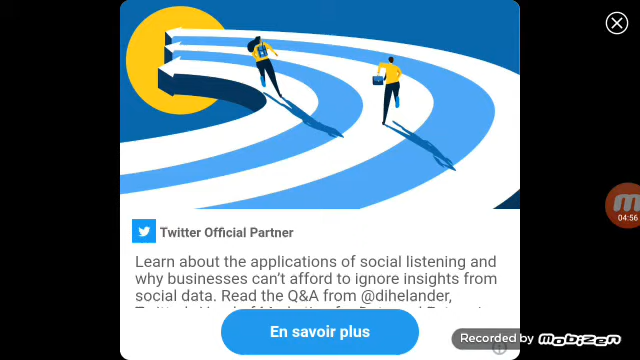 Twitter Official Partner
Learn about the applications of social listening and
why businesses can't afford to ignore insights from
social data. Read the Q&A from @dihelander,
En savoir plus
04:56
Recorded by Mobizen